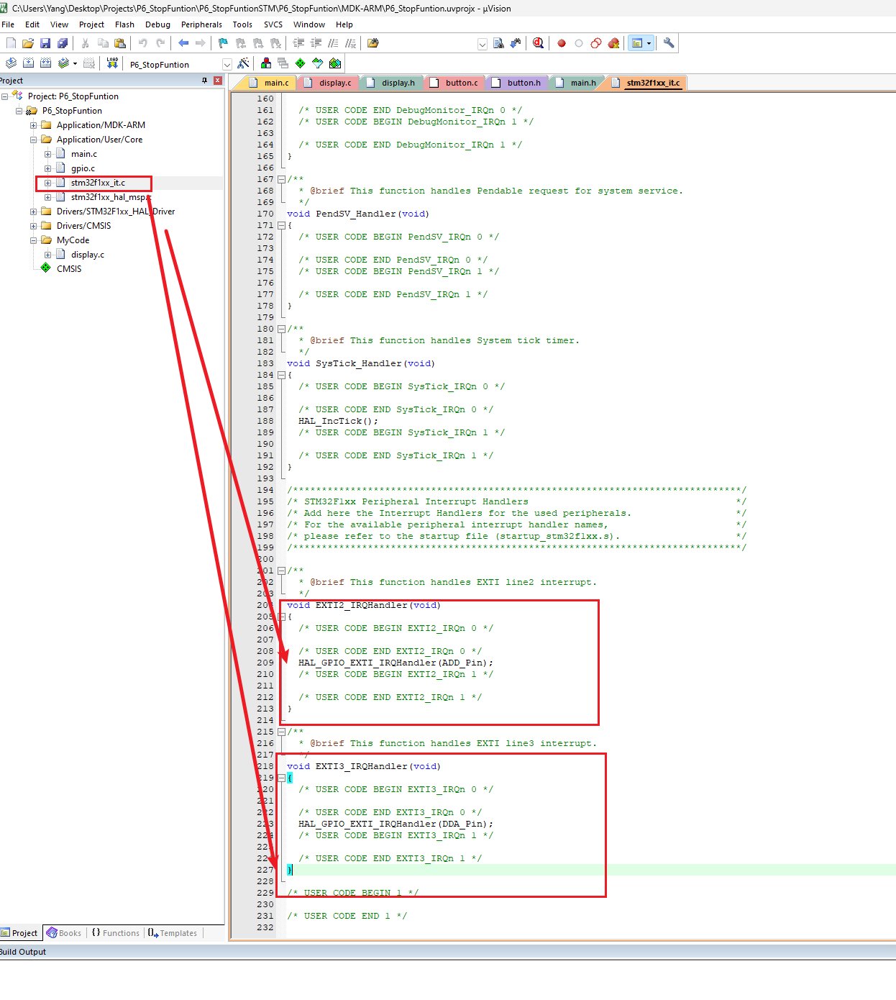 C:\Users\Yang\Desktop\Projects\P6_StopFuntion\P6_StopFuntionSTM\P6_StopFuntion\MDK-ARM\P6_StopFuntion.uvprojx - µVision
File Edit View Project Flash Debug Peripherals Tools SVCS Window Help
LOAD
P6_StopFuntion
Project
main.c display.c display.h button.c button.h main.h stm32f1xx_it.c
Project: P6_StopFuntion
P6_StopFuntion
Application/MDK-ARM
Application/User/Core
main.c
gpio.c
stm32f1xx_it.c
stm32f1xx_hal_msp.c
Drivers/STM32F1xx_HAL_Driver
Drivers/CMSIS
MyCode
display.c
CMSIS
160
161 /* USER CODE END DebugMonitor_IRQn 0 */
162 /* USER CODE BEGIN DebugMonitor_IRQn 1 */
163
164 /* USER CODE END DebugMonitor_IRQn 1 */
165 }
166
167 /**
168 * @brief This function handles Pendable request for system service.
169 */
170 void PendSV_Handler(void)
171 {
172 /* USER CODE BEGIN PendSV_IRQn 0 */
173
174 /* USER CODE END PendSV_IRQn 0 */
175 /* USER CODE BEGIN PendSV_IRQn 1 */
176
177 /* USER CODE END PendSV_IRQn 1 */
178 }
179
180 /**
181 * @brief This function handles System tick timer.
182 */
183 void SysTick_Handler(void)
184 {
185 /* USER CODE BEGIN SysTick_IRQn 0 */
186
187 /* USER CODE END SysTick_IRQn 0 */
188 HAL_IncTick();
189 /* USER CODE BEGIN SysTick_IRQn 1 */
190
191 /* USER CODE END SysTick_IRQn 1 */
192 }
193
194 /******************************************************************************/
195 /* STM32F1xx Peripheral Interrupt Handlers */
196 /* Add here the Interrupt Handlers for the used peripherals. */
197 /* For the available peripheral interrupt handler names, */
198 /* please refer to the startup file (startup_stm32f1xx.s). */
199 /******************************************************************************/
200
201 /**
202 * @brief This function handles EXTI line2 interrupt.
203 */
204 void EXTI2_IRQHandler(void)
205 {
206 /* USER CODE BEGIN EXTI2_IRQn 0 */
207
208 /* USER CODE END EXTI2_IRQn 0 */
209 HAL_GPIO_EXTI_IRQHandler(ADD_Pin);
210 /* USER CODE BEGIN EXTI2_IRQn 1 */
211
212 /* USER CODE END EXTI2_IRQn 1 */
213 }
214
215 /**
216 * @brief This function handles EXTI line3 interrupt.
217 */
218 void EXTI3_IRQHandler(void)
219 {
220 /* USER CODE BEGIN EXTI3_IRQn 0 */
221
222 /* USER CODE END EXTI3_IRQn 0 */
223 HAL_GPIO_EXTI_IRQHandler(DDA_Pin);
224 /* USER CODE BEGIN EXTI3_IRQn 1 */
225
226 /* USER CODE END EXTI3_IRQn 1 */
227 }
228
229 /* USER CODE BEGIN 1 */
230
231 /* USER CODE END 1 */
232
Project Books {} Functions Templates
Build Output